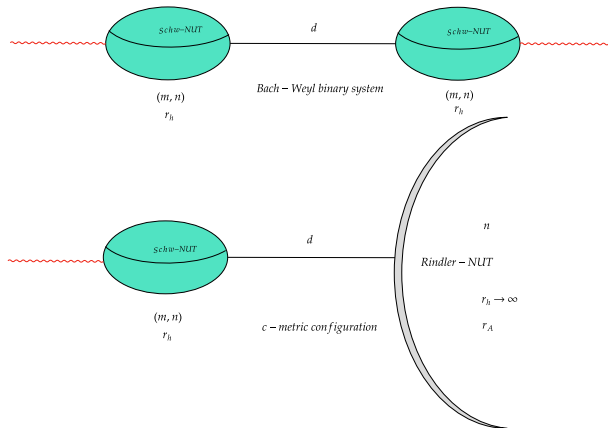 Schw-NUT
d
Schw-NUT
(m, n)
r_h
Bach - Weyl binary system
(m, n)
r_h
Schw-NUT
d
n
Rindler - NUT
(m, n)
r_h
c - metric configuration
r_h → ∞
r_A